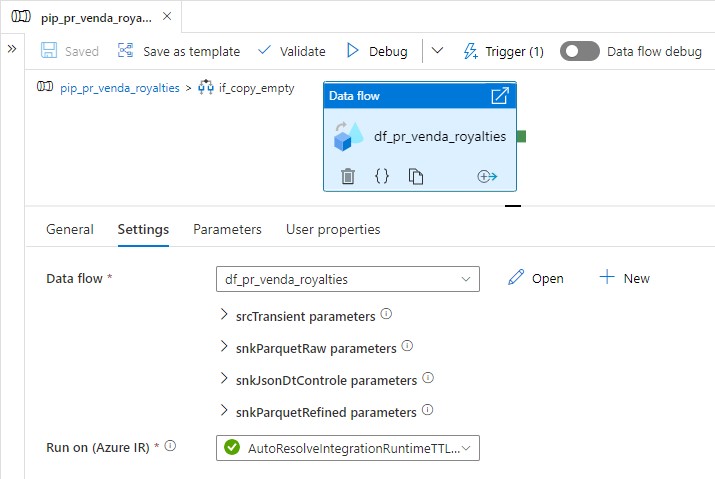 pip_pr_venda_roya...
Saved Save as template Validate Debug Trigger (1) Data flow debug
pip_pr_venda_royalties > if_copy_empty
Data flow
df_pr_venda_royalties
General Settings Parameters User properties
Data flow * df_pr_venda_royalties Open New
srcTransient parameters
snkParquetRaw parameters
snkJsonDtControle parameters
snkParquetRefined parameters
Run on (Azure IR) * AutoResolveIntegrationRuntimeTTL...